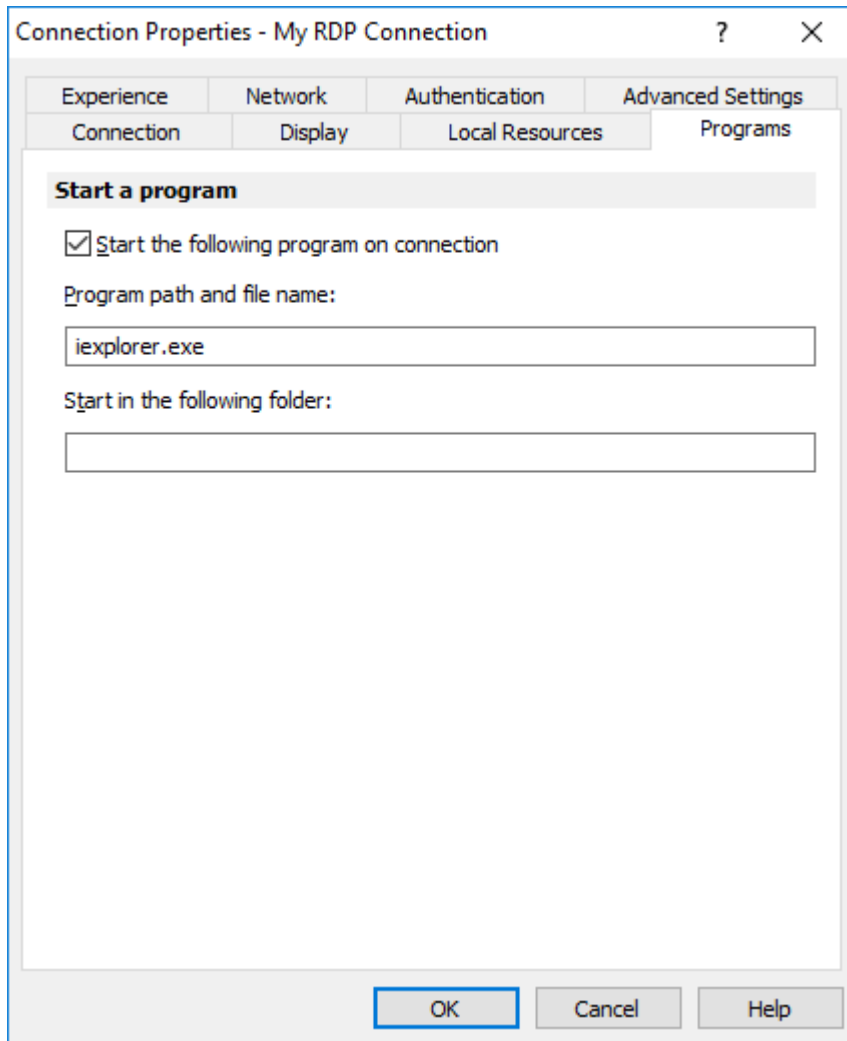 Connection Properties - My RDP Connection ?
Experience Network Authentication Advanced Settings
Connection Display Local Resources Programs
Start a program
Start the following program on connection
Program path and file name:
iexplorer.exe
Start in the following folder:
OK Cancel Help